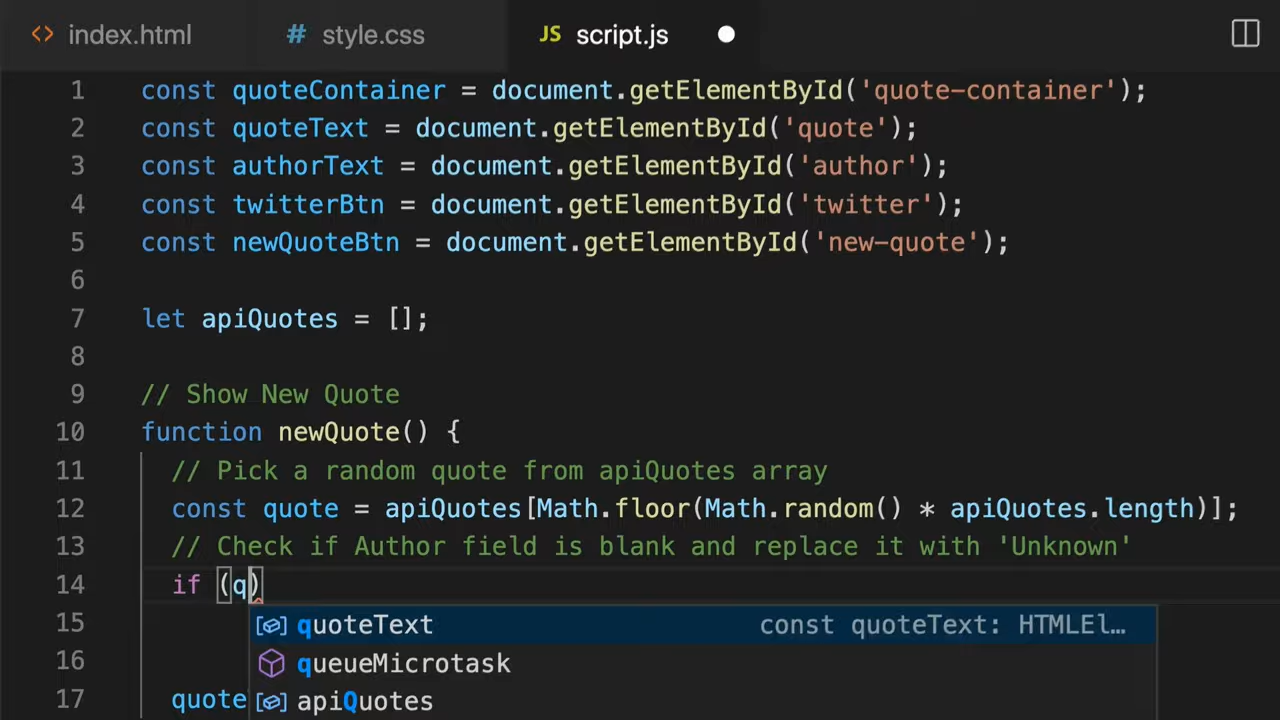 index.html # style.css JS script.js
1 const quoteContainer = document.getElementById('quote-container');
2 const quoteText = document.getElementById('quote');
3 const authorText = document.getElementById('author');
4 const twitterBtn = document.getElementById('twitter');
5 const newQuoteBtn = document.getElementById('new-quote');
6
7 let apiQuotes = [];
8
9 // Show New Quote
10 function newQuote() {
11 // Pick a random quote from apiQuotes array
12 const quote = apiQuotes[Math.floor(Math.random() * apiQuotes.length)];
13 // Check if Author field is blank and replace it with 'Unknown'
14 if (q)
15 quoteText const quoteText: HTMLEl…
16 queueMicrotask
17 quote apiQuotes